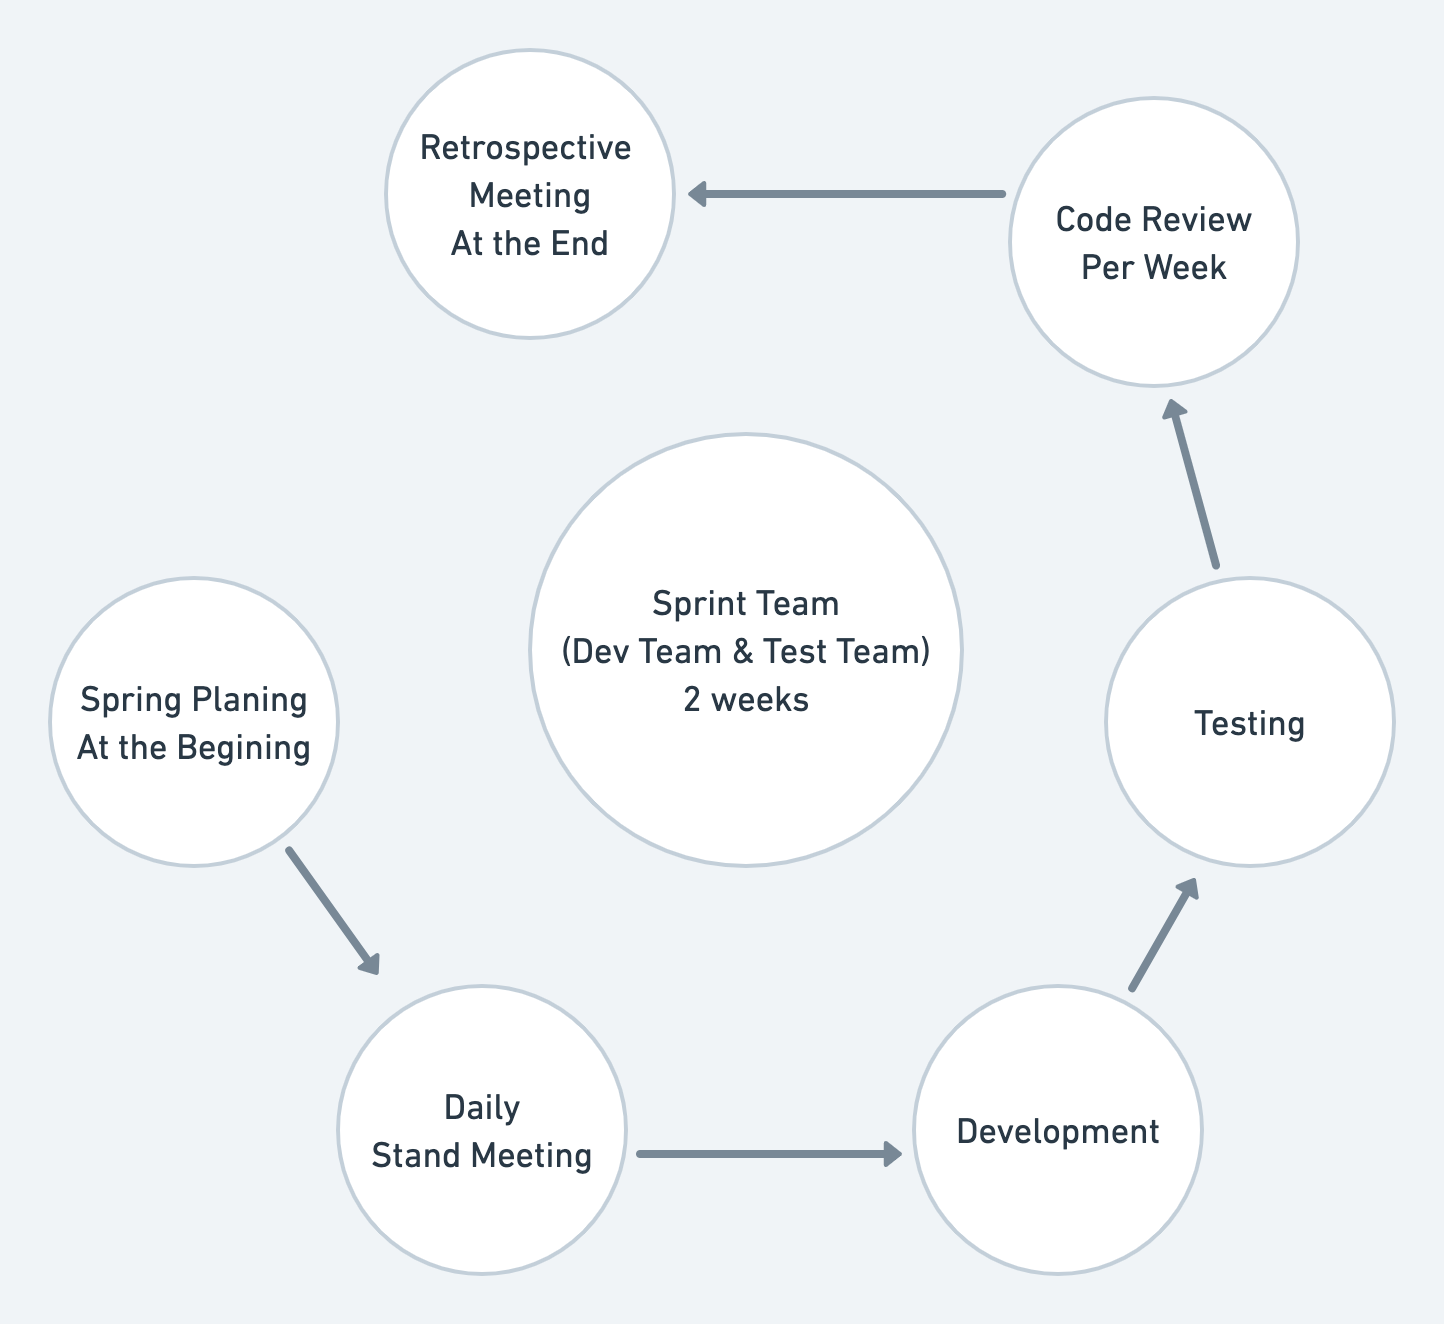 Retrospective
Meeting
At the End
Code Review
Per Week
Sprint Team
(Dev Team & Test Team)
2 weeks
Spring Planing
At the Begining
Testing
Daily
Stand Meeting
Development